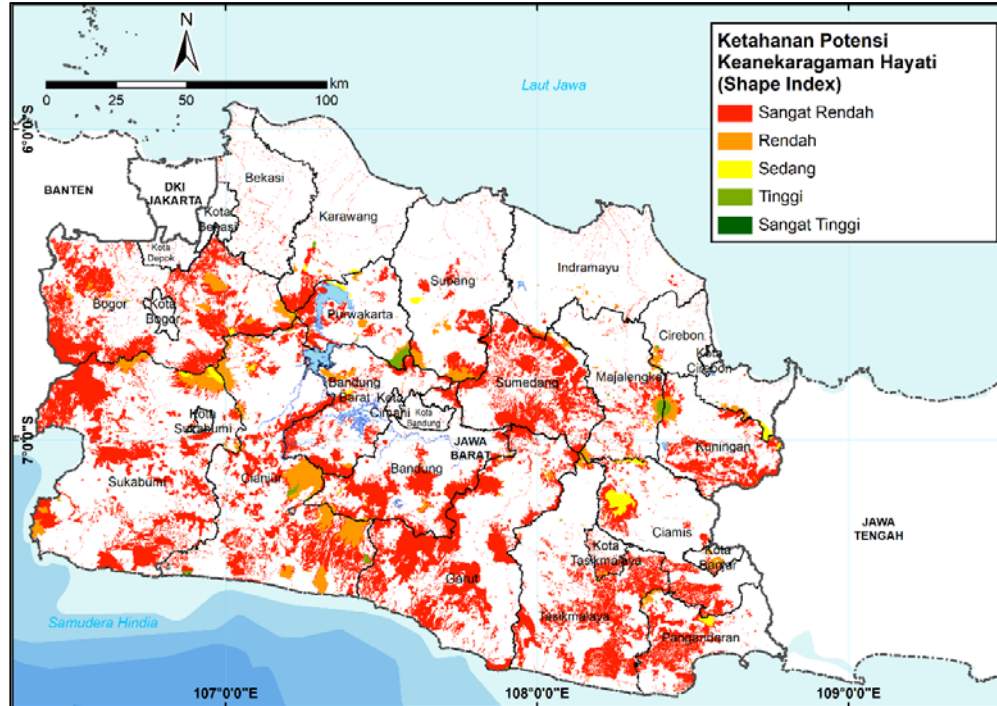 N
km
0 25 50 100
Laut Jawa
Ketahanan Potensi
Keanekaragaman Hayati
(Shape Index)
Sangat Rendah
Rendah
Sedang
Tinggi
Sangat Tinggi
6°0'0"S
7°0'0"S
BANTEN
DKI
JAKARTA
Kota
Bekasi
Bekasi
Karawang
Kota
Depok
Bogor
Kota
Bogor
Purwakarta
Subang
Indramayu
Cirebon
Kota
Cirebon
Sumedang
Majalengka
Bandung
Barat
Kota
Cimahi
Kota
Bandung
JAWA
BARAT
Kuningan
Kota
Sukabumi
Sukabumi
Cianjur
Bandung
Ciamis
JAWA
TENGAH
Kota
Tasikmalaya
Kota
Banjar
Garut
Tasikmalaya
Pangandaran
Samudera Hindia
107°0'0"E
108°0'0"E
109°0'0"E